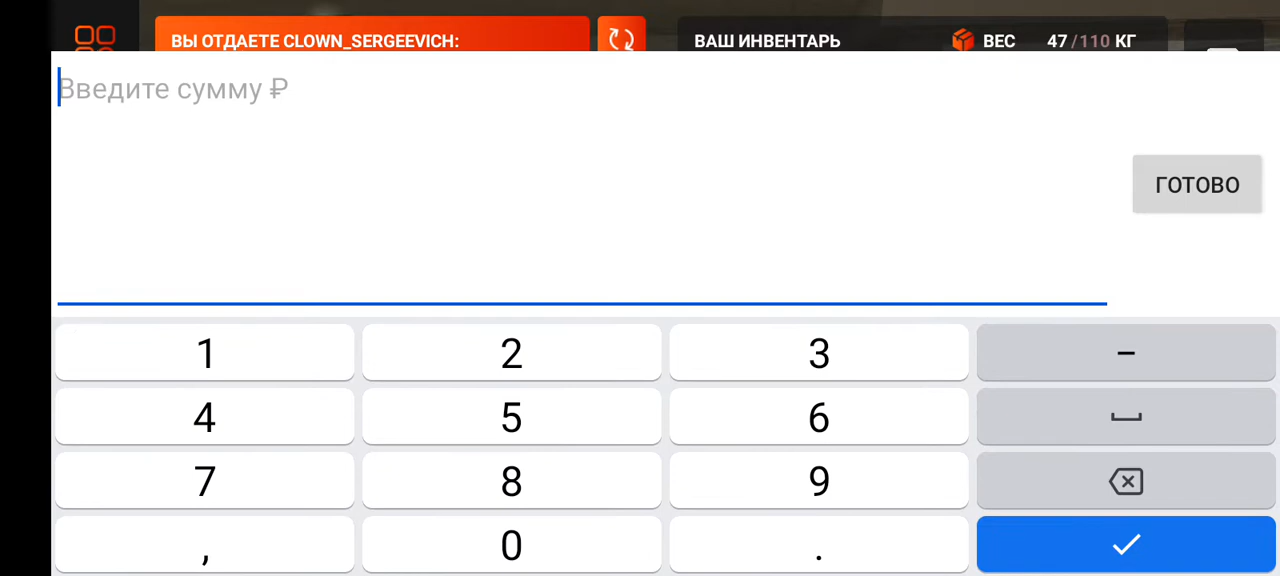 ВЫ ОТДАЕТЕ CLOWN_SERGEEVICH:
ВАШ ИНВЕНТАРЬ
ВЕС 47/110 КГ
Введите сумму ₽
ГОТОВО
1 2 3 –
4 5 6
7 8 9
, 0 .